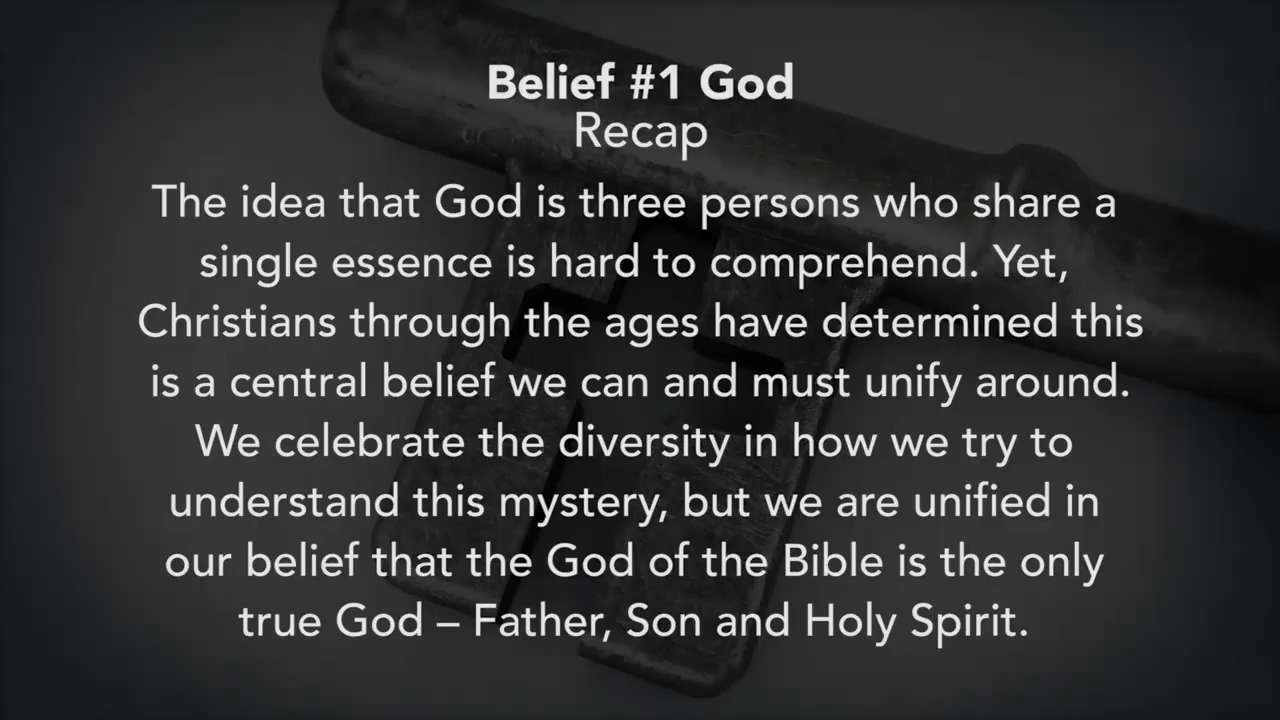 Belief #1 God
Recap
The idea that God is three persons who share a
single essence is hard to comprehend. Yet,
Christians through the ages have determined this
is a central belief we can and must unify around.
We celebrate the diversity in how we try to
understand this mystery, but we are unified in
our belief that the God of the Bible is the only
true God – Father, Son and Holy Spirit.